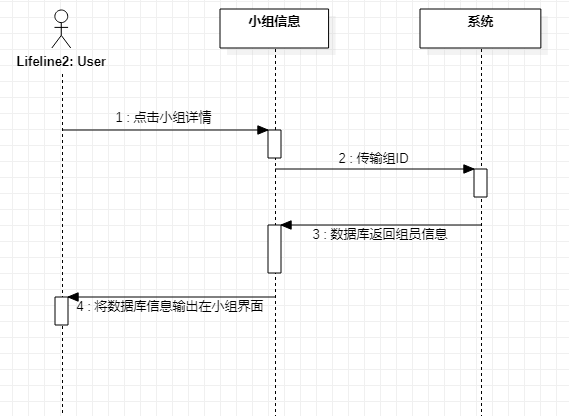 小组信息
系统
Lifeline2: User
1 : 点击小组详情
2 : 传输组ID
3 : 数据库返回组员信息
4 : 将数据库信息输出在小组界面